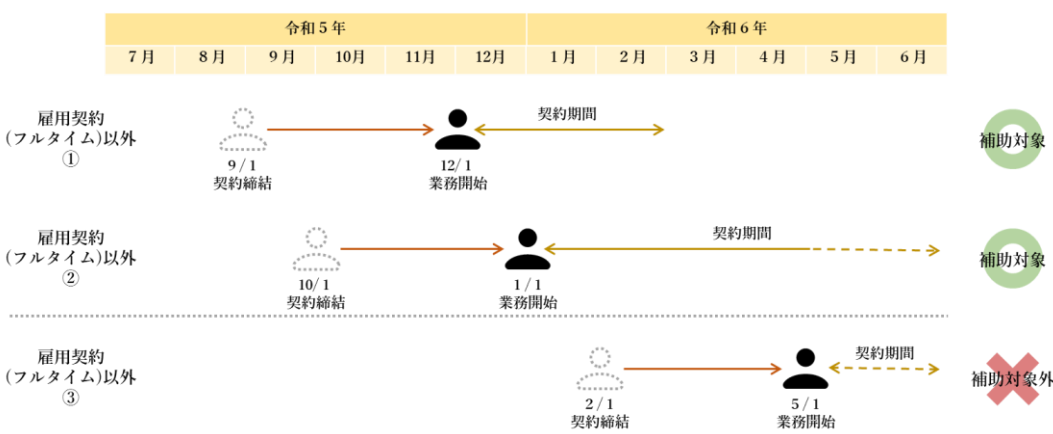 令和5年 令和6年
7月 8月 9月 10月 11月 12月 1月 2月 3月 4月 5月 6月
雇用契約
(フルタイム)以外
①
9/1
契約締結
12/1
業務開始
契約期間
補助対象
雇用契約
(フルタイム)以外
②
10/1
契約締結
1/1
業務開始
契約期間
補助対象
雇用契約
(フルタイム)以外
③
2/1
契約締結
5/1
業務開始
契約期間
補助対象外